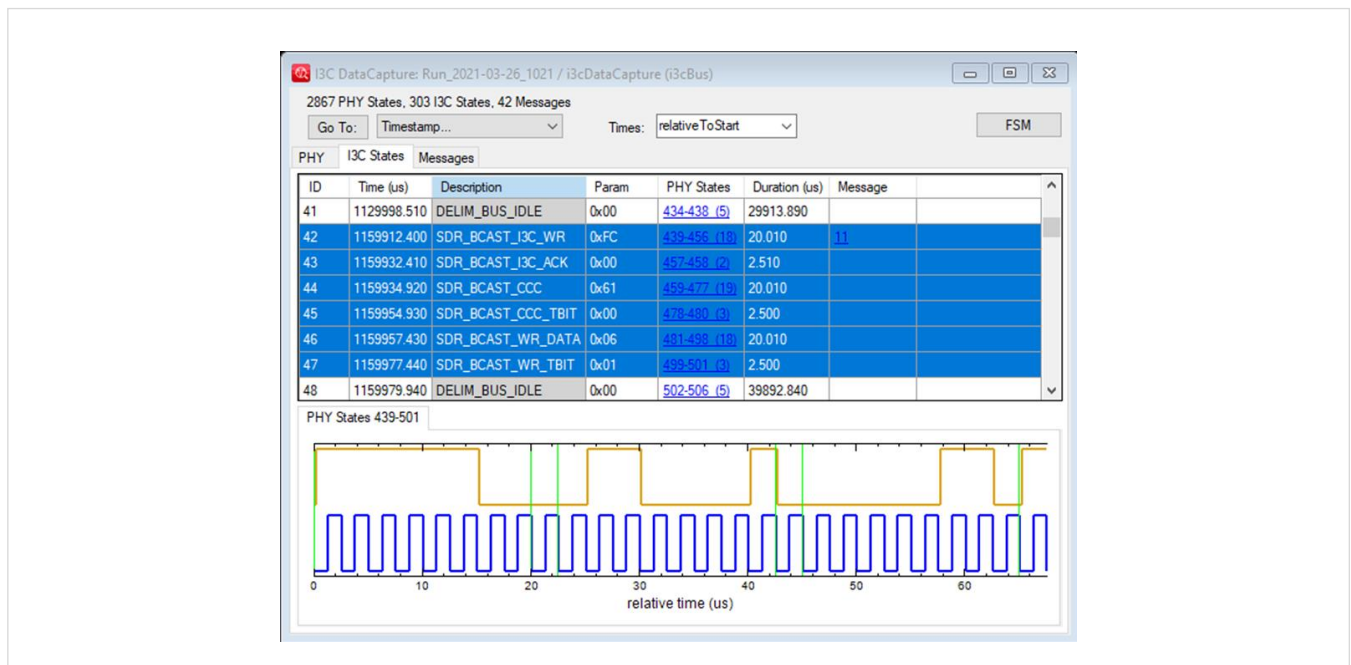 I3C DataCapture: Run_2021-03-26_1021 / i3cDataCapture (i3cBus)
2867 PHY States, 303 I3C States, 42 Messages
Go To: Timestamp... Times: relativeToStart FSM
PHY I3C States Messages
ID Time (us) Description Param PHY States Duration (us) Message
41 1129998.510 DELIM_BUS_IDLE 0x00 434-438 (5) 29913.890
42 1159912.400 SDR_BCAST_I3C_WR 0xFC 439-456 (18) 20.010 11
43 1159932.410 SDR_BCAST_I3C_ACK 0x00 457-458 (2) 2.510
44 1159934.920 SDR_BCAST_CCC 0x61 459-477 (19) 20.010
45 1159954.930 SDR_BCAST_CCC_TBIT 0x00 478-480 (3) 2.500
46 1159957.430 SDR_BCAST_WR_DATA 0x06 481-498 (18) 20.010
47 1159977.440 SDR_BCAST_WR_TBIT 0x01 499-501 (3) 2.500
48 1159979.940 DELIM_BUS_IDLE 0x00 502-506 (5) 39892.840
PHY States 439-501
0 10 20 30 40 50 60
relative time (us)